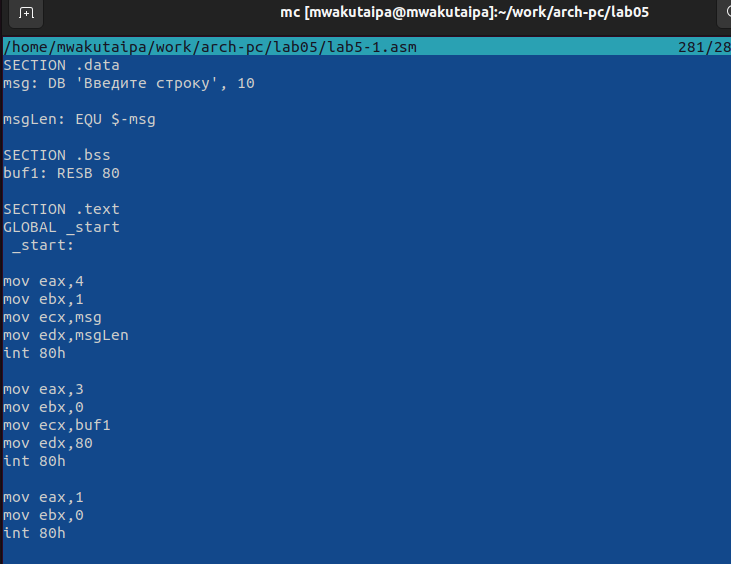 mc [mwakutaipa@mwakutaipa]:~/work/arch-pc/lab05
/home/mwakutaipa/work/arch-pc/lab05/lab5-1.asm 281/28
SECTION .data
msg: DB 'Введите строку', 10
msgLen: EQU $-msg
SECTION .bss
buf1: RESB 80
SECTION .text
GLOBAL _start
_start:
mov eax,4
mov ebx,1
mov ecx,msg
mov edx,msgLen
int 80h
mov eax,3
mov ebx,0
mov ecx,buf1
mov edx,80
int 80h
mov eax,1
mov ebx,0
int 80h